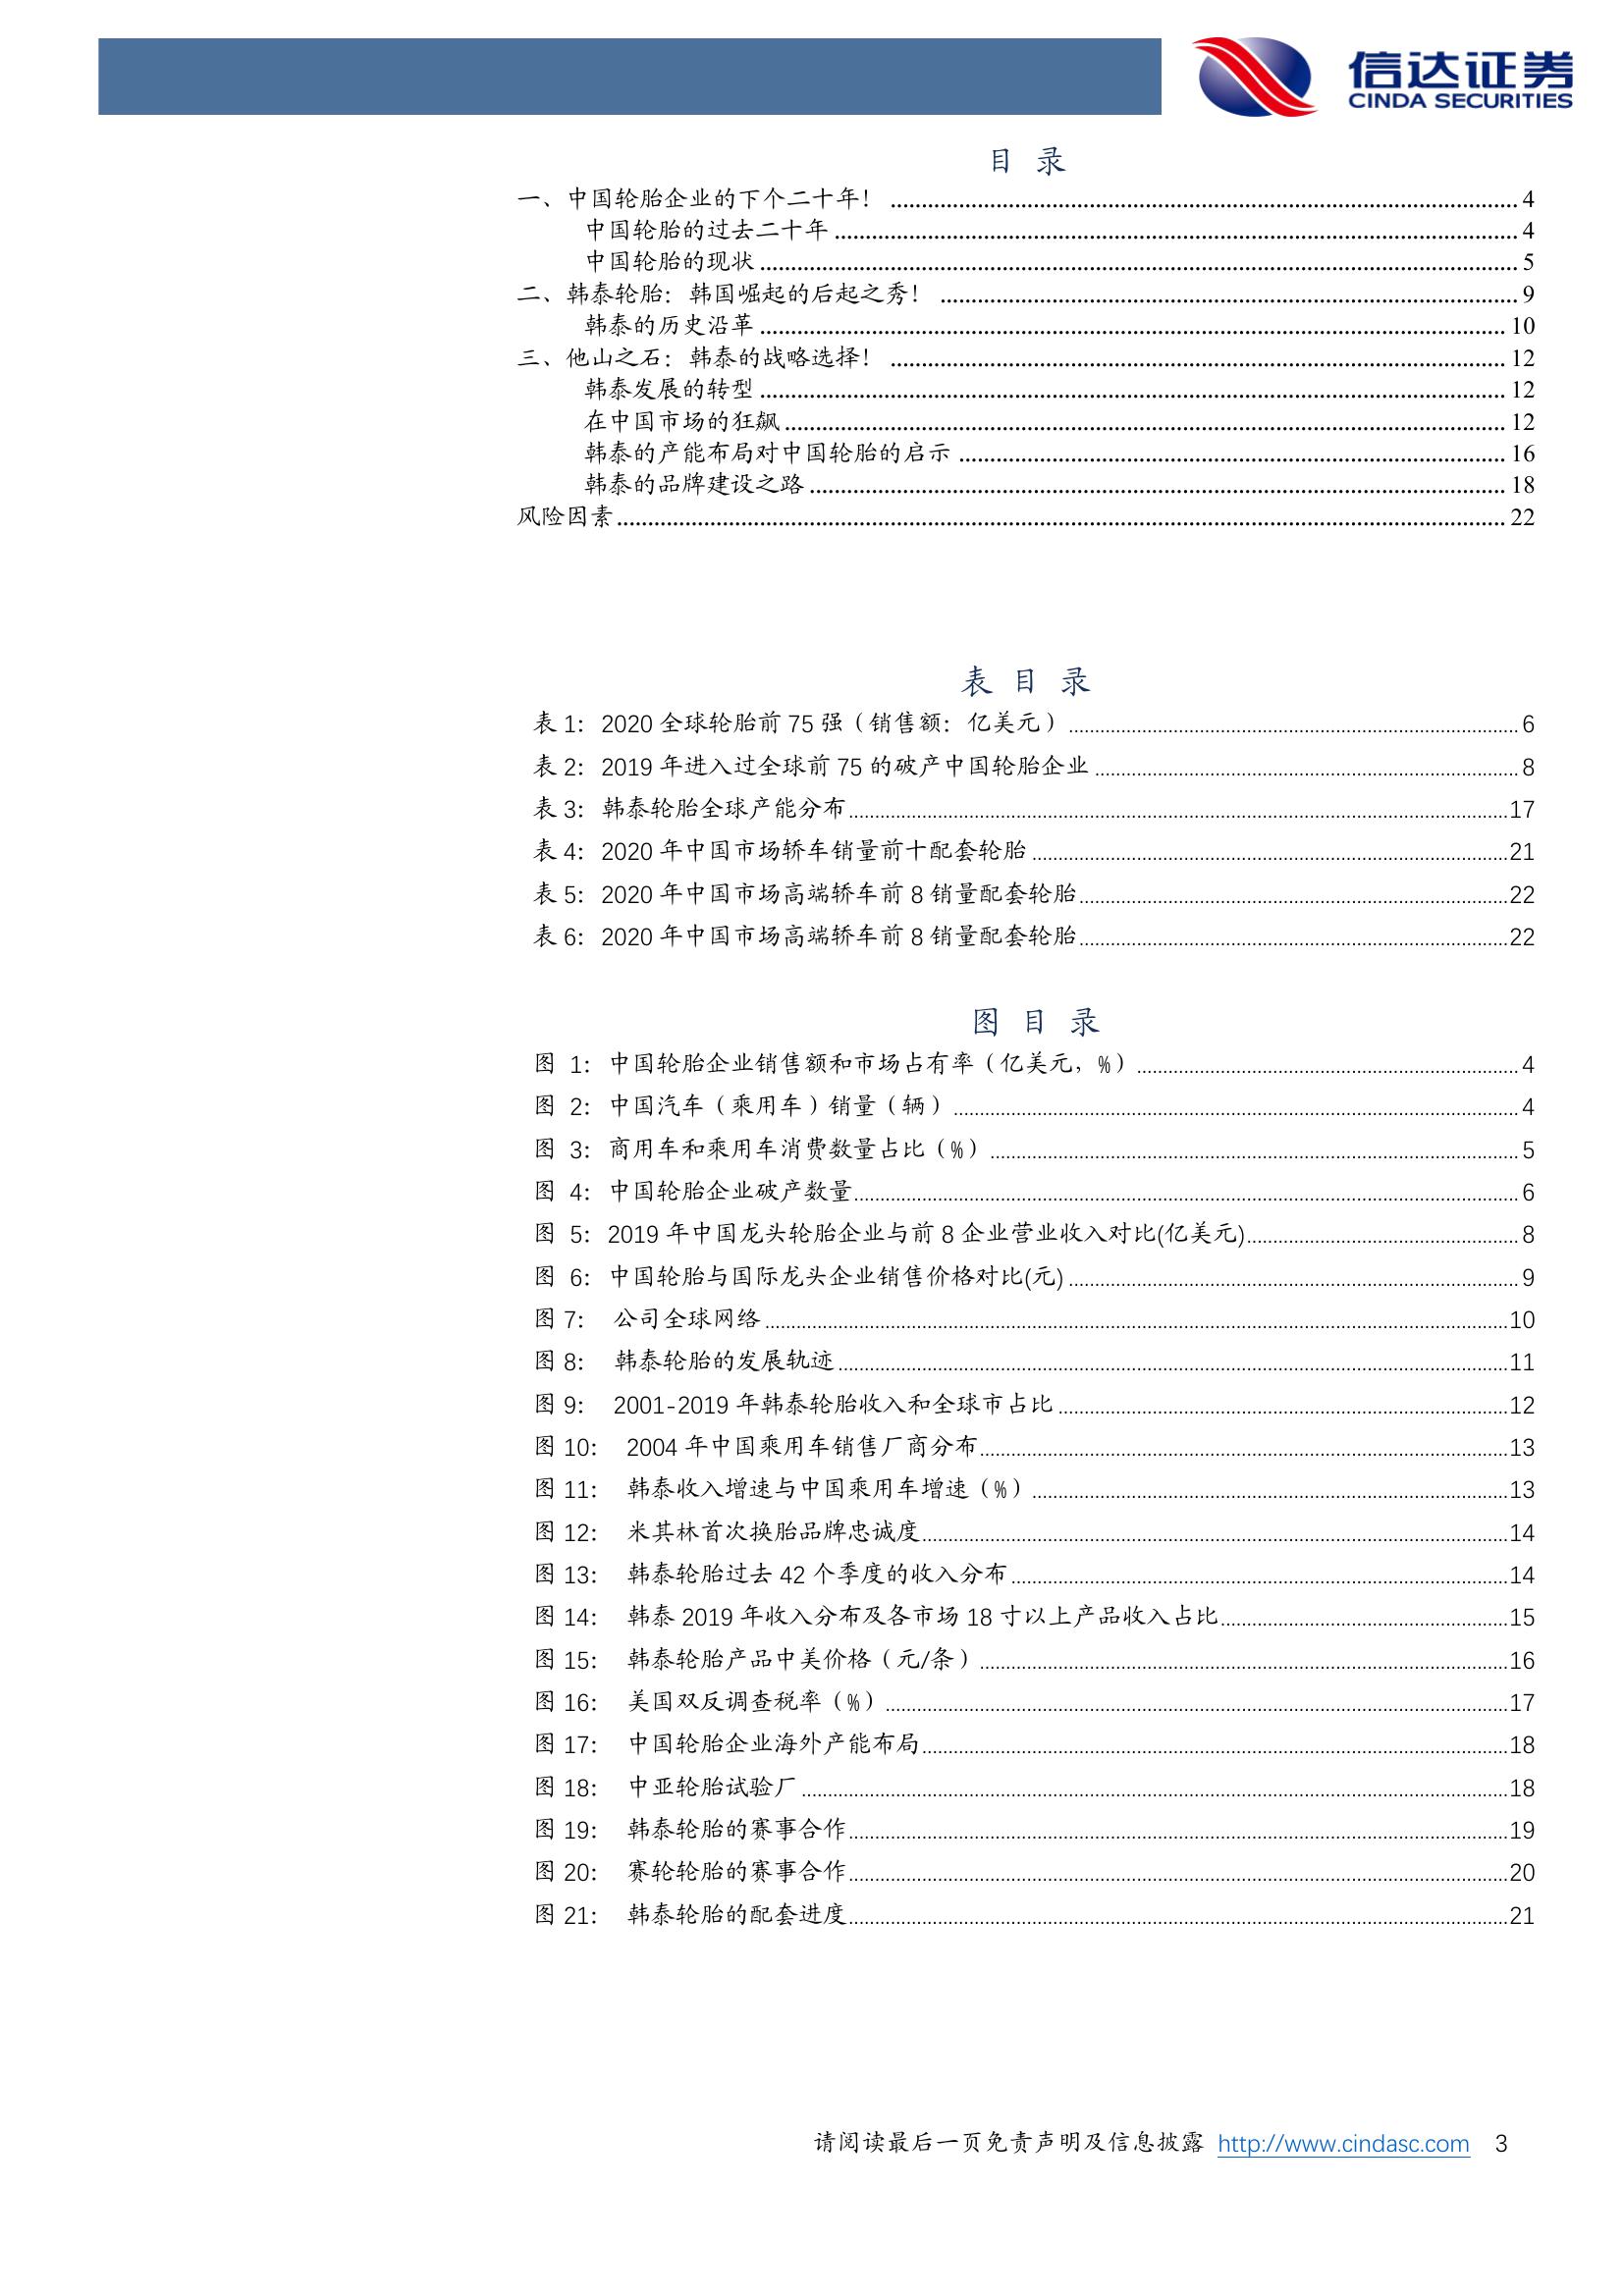 信达证券
CINDA SECURITIES
目 录
一、中国轮胎企业的下个二十年！ ........ 4
中国轮胎的过去二十年 ........ 4
中国轮胎的现状 ........ 5
二、韩泰轮胎：韩国崛起的后起之秀！ ........ 9
韩泰的历史沿革 ........ 10
三、他山之石：韩泰的战略选择！ ........ 12
韩泰发展的转型 ........ 12
在中国市场的狂飙 ........ 12
韩泰的产能布局对中国轮胎的启示 ........ 16
韩泰的品牌建设之路 ........ 18
风险因素 ........ 22
表 目 录
表 1：2020 全球轮胎前 75 强（销售额：亿美元） ........ 6
表 2：2019 年进入过全球前 75 的破产中国轮胎企业 ........ 8
表 3：韩泰轮胎全球产能分布 ........ 17
表 4：2020 年中国市场轿车销量前十配套轮胎 ........ 21
表 5：2020 年中国市场高端轿车前 8 销量配套轮胎 ........ 22
表 6：2020 年中国市场高端轿车前 8 销量配套轮胎 ........ 22
图 目 录
图 1：中国轮胎企业销售额和市场占有率（亿美元，%） ........ 4
图 2：中国汽车（乘用车）销量（辆） ........ 4
图 3：商用车和乘用车消费数量占比（%） ........ 5
图 4：中国轮胎企业破产数量 ........ 6
图 5：2019 年中国龙头轮胎企业与前 8 企业营业收入对比(亿美元) ........ 8
图 6：中国轮胎与国际龙头企业销售价格对比(元) ........ 9
图 7： 公司全球网络 ........ 10
图 8： 韩泰轮胎的发展轨迹 ........ 11
图 9： 2001-2019 年韩泰轮胎收入和全球市占比 ........ 12
图 10： 2004 年中国乘用车销售厂商分布 ........ 13
图 11： 韩泰收入增速与中国乘用车增速（%） ........ 13
图 12： 米其林首次换胎品牌忠诚度 ........ 14
图 13： 韩泰轮胎过去 42 个季度的收入分布 ........ 14
图 14： 韩泰 2019 年收入分布及各市场 18 寸以上产品收入占比 ........ 15
图 15： 韩泰轮胎产品中美价格（元/条） ........ 16
图 16： 美国双反调查税率（%） ........ 17
图 17： 中国轮胎企业海外产能布局 ........ 18
图 18： 中亚轮胎试验厂 ........ 18
图 19： 韩泰轮胎的赛事合作 ........ 19
图 20： 赛轮轮胎的赛事合作 ........ 20
图 21： 韩泰轮胎的配套进度 ........ 21
请阅读最后一页免责声明及信息披露 http://www.cindasc.com 3